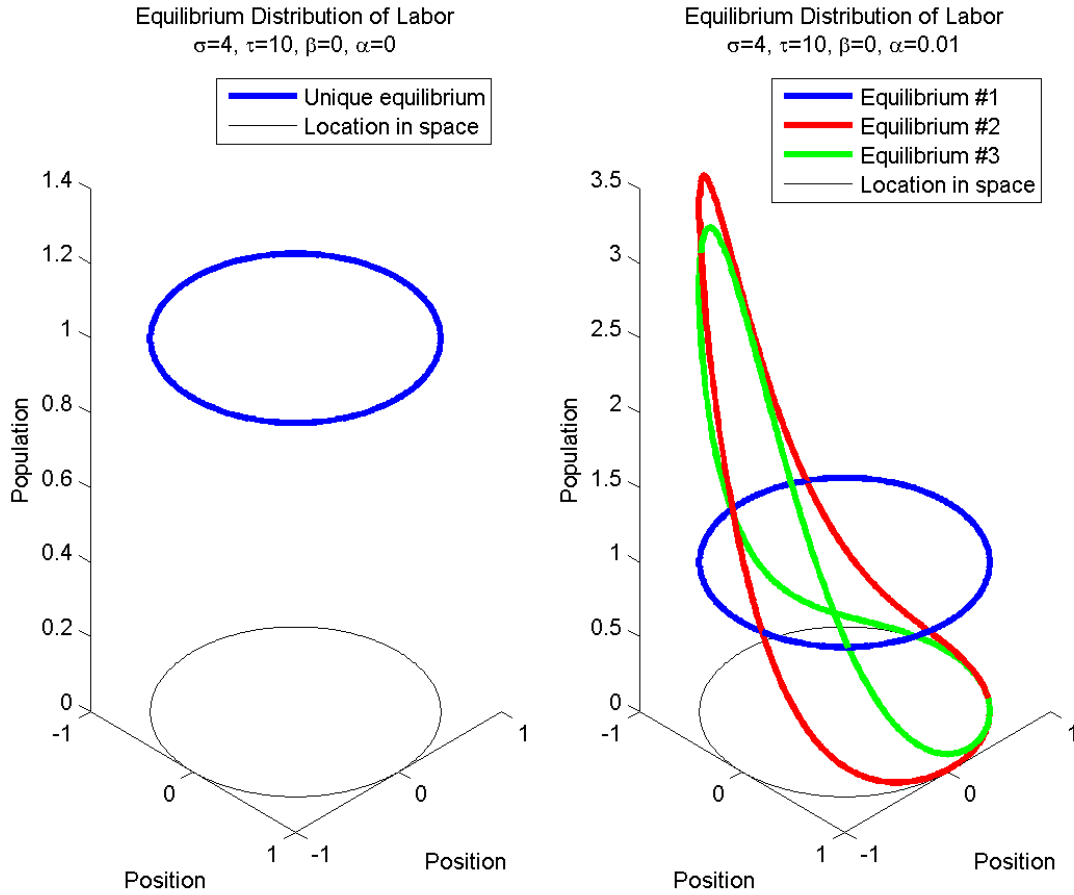 Equilibrium Distribution of Labor
σ=4, τ=10, β=0, α=0
Unique equilibrium
Location in space
1.4
1.2
1
0.8
0.6
0.4
0.2
0
Population
-1
0
1
Position
-1
0
1
Position
Equilibrium Distribution of Labor
σ=4, τ=10, β=0, α=0.01
Equilibrium #1
Equilibrium #2
Equilibrium #3
Location in space
3.5
3
2.5
2
1.5
1
0.5
0
Population
-1
0
1
Position
-1
0
1
Position